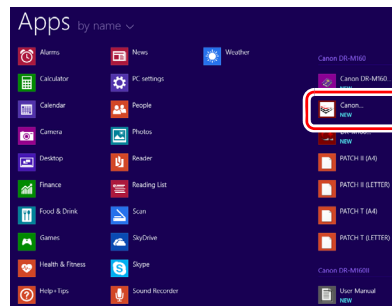 Apps by name
Alarms
Calculator
Calendar
Camera
Desktop
Finance
Food & Drink
Games
Health & Fitness
Help+Tips
News
PC settings
People
Photos
Reader
Reading List
Scan
SkyDrive
Skype
Sound Recorder
Weather
Canon DR-M160
Canon DR-M160...
NEW
Canon...
NEW
NEW
PATCH II (A4)
PATCH II (LETTER)
PATCH T (A4)
PATCH T (LETTER)
Canon DR-M160II
User Manual
NEW